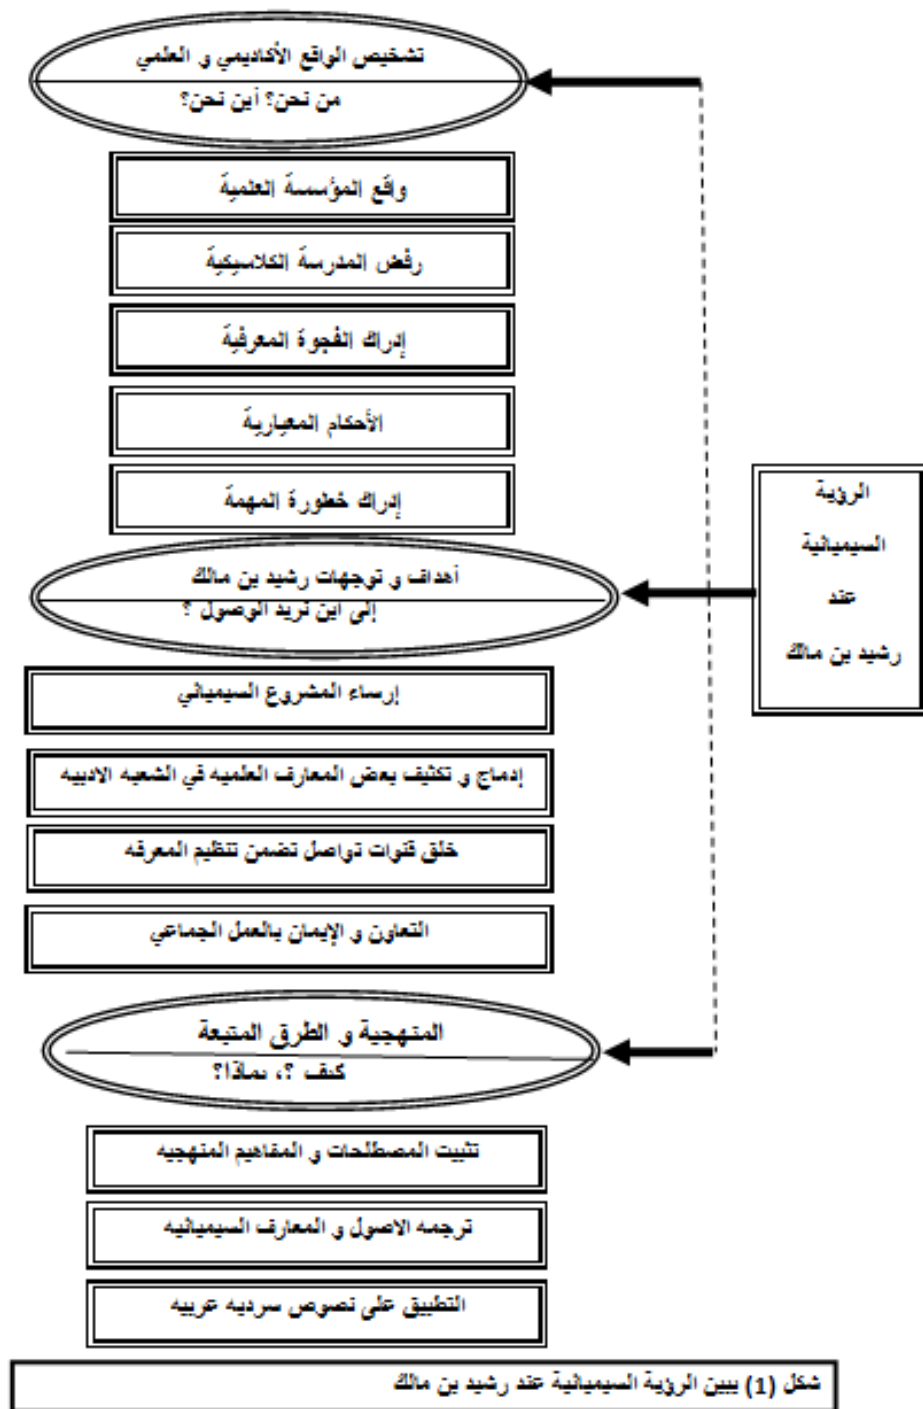 تشخيص الواقع الأكاديمي و العلمي
من نحن؟ أين نحن؟
واقع المؤسسة العلمية
رفض المدرسة الكلاسيكية
إدراك الفجوة المعرفية
الأحكام المعيارية
إدراك خطورة المهمة
الرؤية
السيميائية
عند
رشيد بن مالك
أهداف و توجهات رشيد بن مالك
إلى اين نريد الوصول ؟
إرساء المشروع السيميائي
إدماج و تكثيف بعض المعارف العلميه في الشعبه الادبيه
خلق قنوات تواصل تضمن تنظيم المعرفه
التعاون و الإيمان بالعمل الجماعي
المنهجية و الطرق المتبعة
كيف ؟، بماذا؟
تثبيت المصطلحات و المفاهيم المنهجيه
ترجمه الاصول و المعارف السيميائيه
التطبيق على نصوص سرديه عربيه
شكل (1) يبين الرؤية السيميائية عند رشيد بن مالك